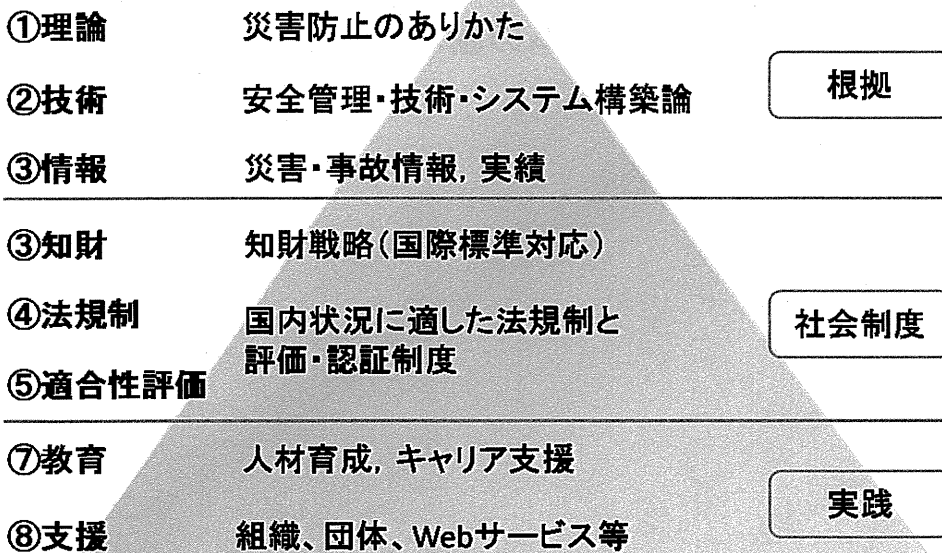 ①理論 災害防止のありかた
②技術 安全管理・技術・システム構築論
根拠
③情報 災害・事故情報, 実績
③知財 知財戦略(国際標準対応)
④法規制 国内状況に適した法規制と
評価・認証制度
社会制度
⑤適合性評価
⑦教育 人材育成, キャリア支援
実践
⑧支援 組織、団体、Webサービス等